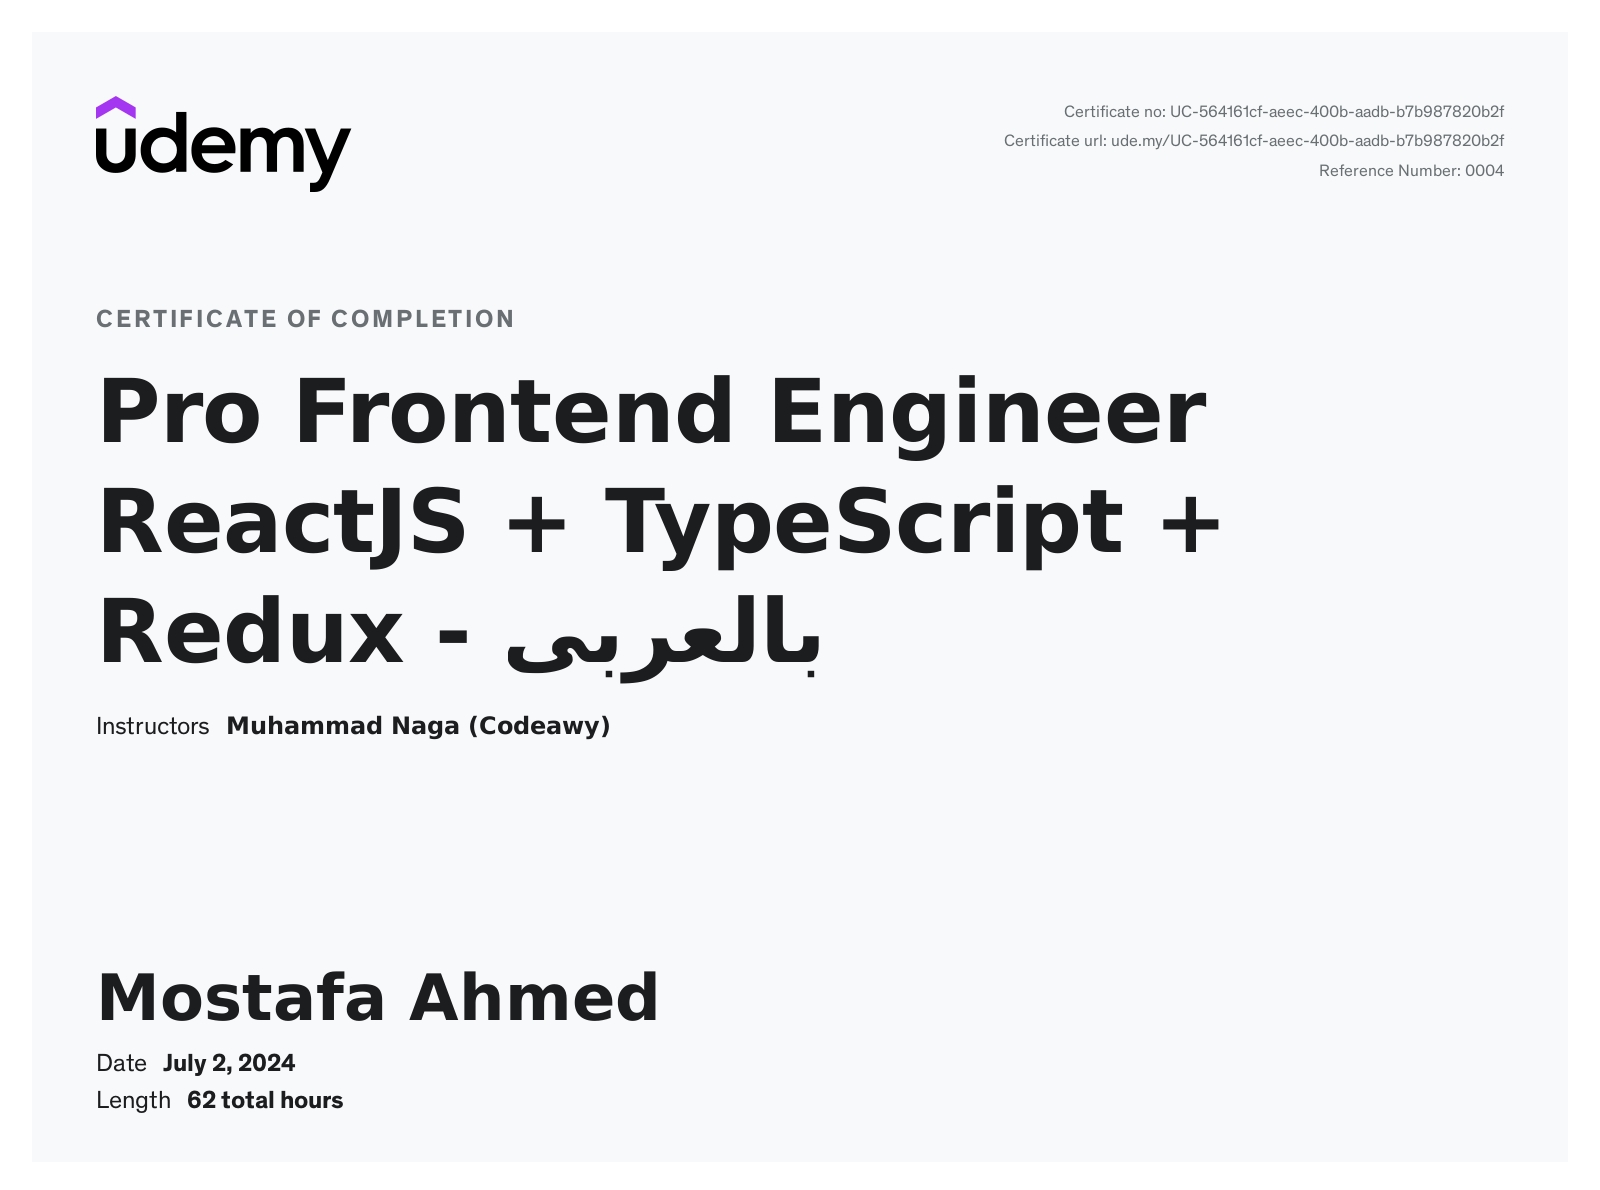 udemy
Certificate no: UC-564161cf-aeec-400b-aadb-b7b987820b2f
Certificate url: ude.my/UC-564161cf-aeec-400b-aadb-b7b987820b2f
Reference Number: 0004
CERTIFICATE OF COMPLETION
Pro Frontend Engineer
ReactJS + TypeScript +
Redux - بالعربى
Instructors Muhammad Naga (Codeawy)
Mostafa Ahmed
Date July 2, 2024
Length 62 total hours